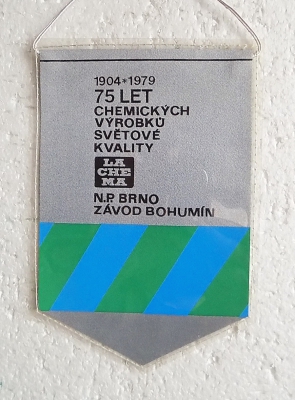 1904*1979
75 LET
CHEMICKÝCH
VÝROBKŮ
SVĚTOVÉ
KVALITY
LA
CHE
MA
N.P. BRNO
ZÁVOD BOHUMÍN